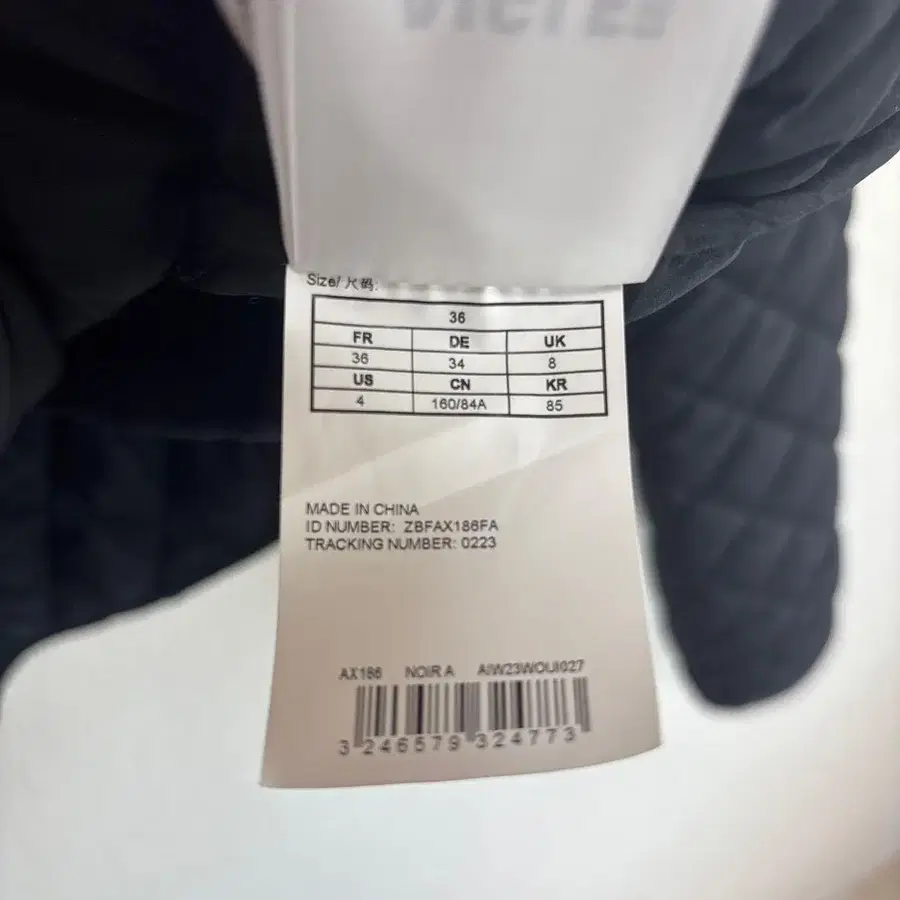 Size/ 尺码:
36
FR DE UK
36 34 8
US CN KR
4 160/84A 85
MADE IN CHINA
ID NUMBER: ZBFAX186FA
TRACKING NUMBER: 0223
AX186 NOIR A AIW23WOUI027
3 246579 324773